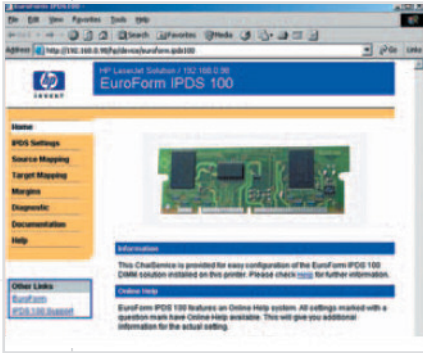 EuroForm IPDS100 -
File Edit View Favorites Tools Help
Search Favorites Media
Address http://192.168.0.98/hp/device/euroform.ipds100 Go Links
hp
invent
HP LaserJet Solution / 192.168.0.98
EuroForm IPDS 100
Home
IPDS Settings
Source Mapping
Target Mapping
Margins
Diagnostic
Documentation
Help
Information
This ChaiService is provided for easy configuration of the EuroForm IPDS 100
DIMM solution installed on this printer. Please check Help for further information.
Online Help
EuroForm IPDS 100 features an Online Help system. All settings marked with a
question mark have Online Help available. This will give you additional
information for the actual setting.
Other Links
EuroForm
IPDS 100 Support